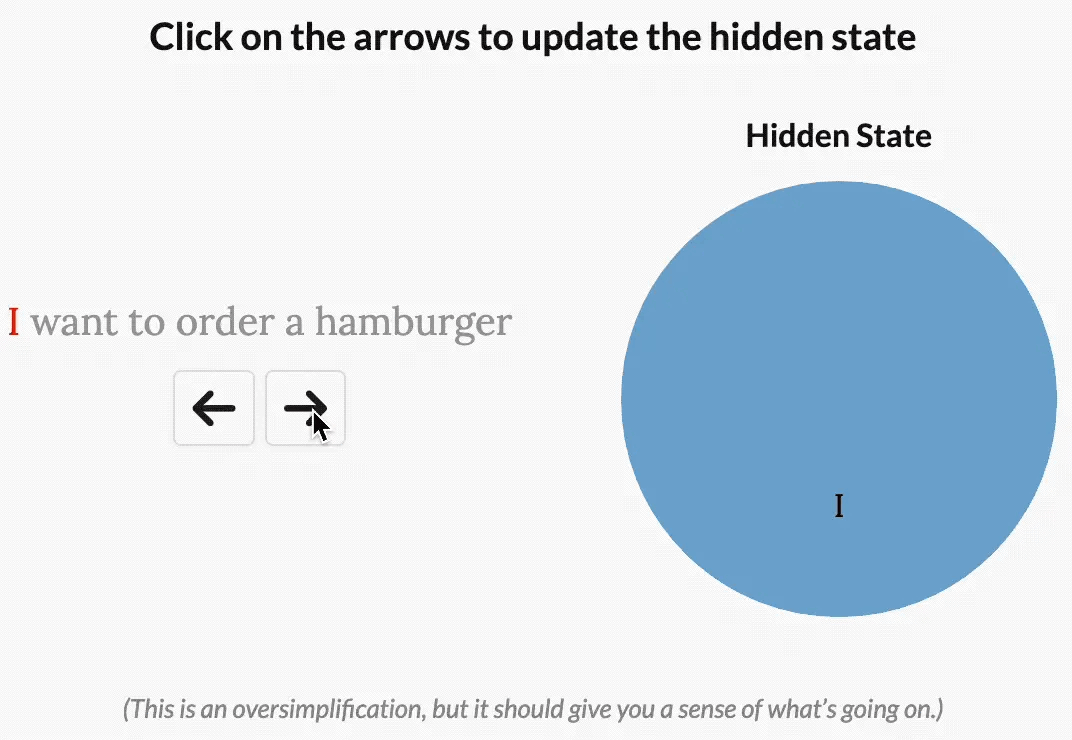 Click on the arrows to update the hidden state
Hidden State
I want to order a hamburger
I
(This is an oversimplification, but it should give you a sense of what's going on.)